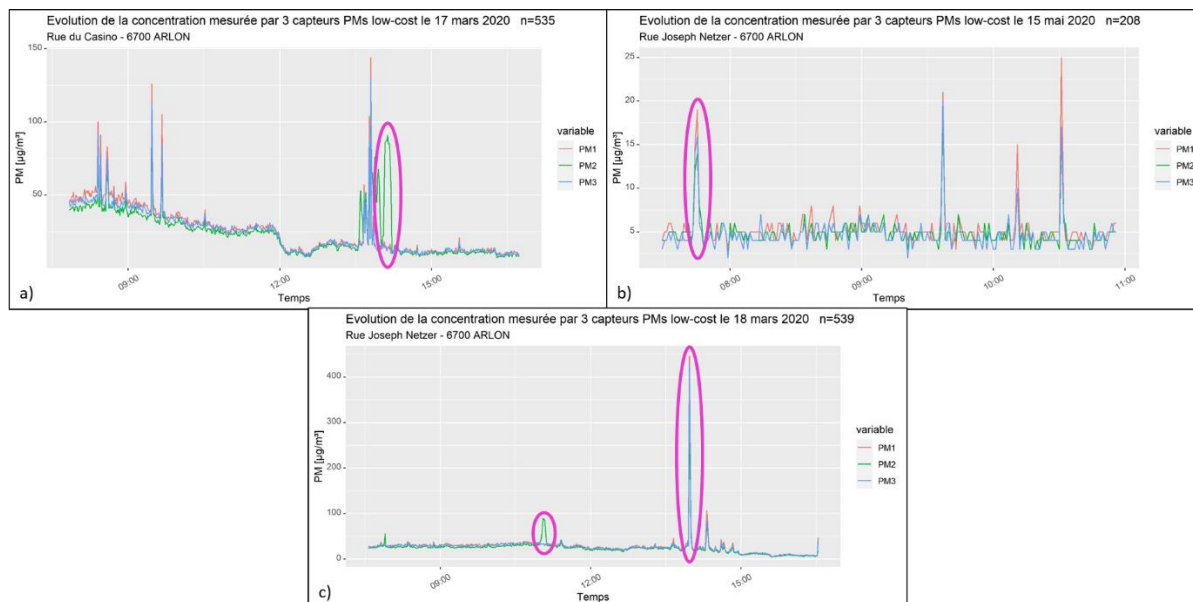 Evolution de la concentration mesurée par 3 capteurs PMs low-cost le 17 mars 2020 n=535
Rue du Casino - 6700 ARLON
150
100
50
PM [µg/m³]
09:00
12:00
15:00
Temps
variable
PM1
PM2
PM3
a)
Evolution de la concentration mesurée par 3 capteurs PMs low-cost le 15 mai 2020 n=208
Rue Joseph Netzer - 6700 ARLON
25
20
15
10
5
PM [µg/m³]
08:00
09:00
10:00
11:00
Temps
variable
PM1
PM2
PM3
b)
Evolution de la concentration mesurée par 3 capteurs PMs low-cost le 18 mars 2020 n=539
Rue Joseph Netzer - 6700 ARLON
400
300
200
100
0
PM [µg/m³]
09:00
12:00
15:00
Temps
variable
PM1
PM2
PM3
c)